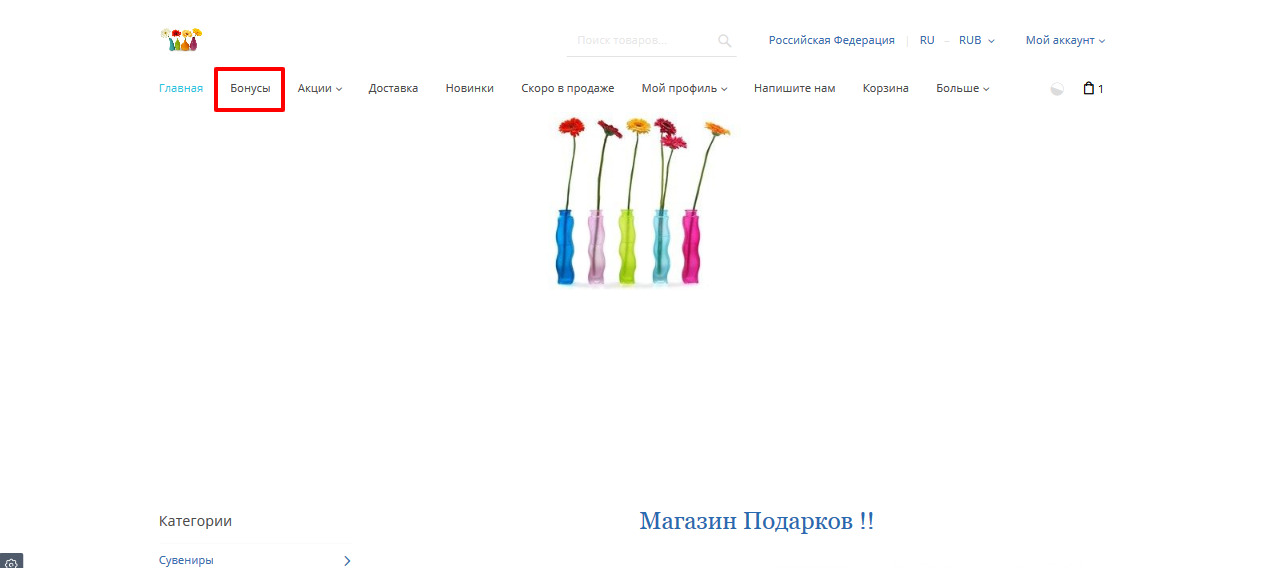 Поиск товаров...
Российская Федерация | RU – RUB
Мой аккаунт
Главная Бонусы Акции Доставка Новинки Скоро в продаже Мой профиль Напишите нам Корзина Больше 1
Категории
Магазин Подарков !!
Сувениры